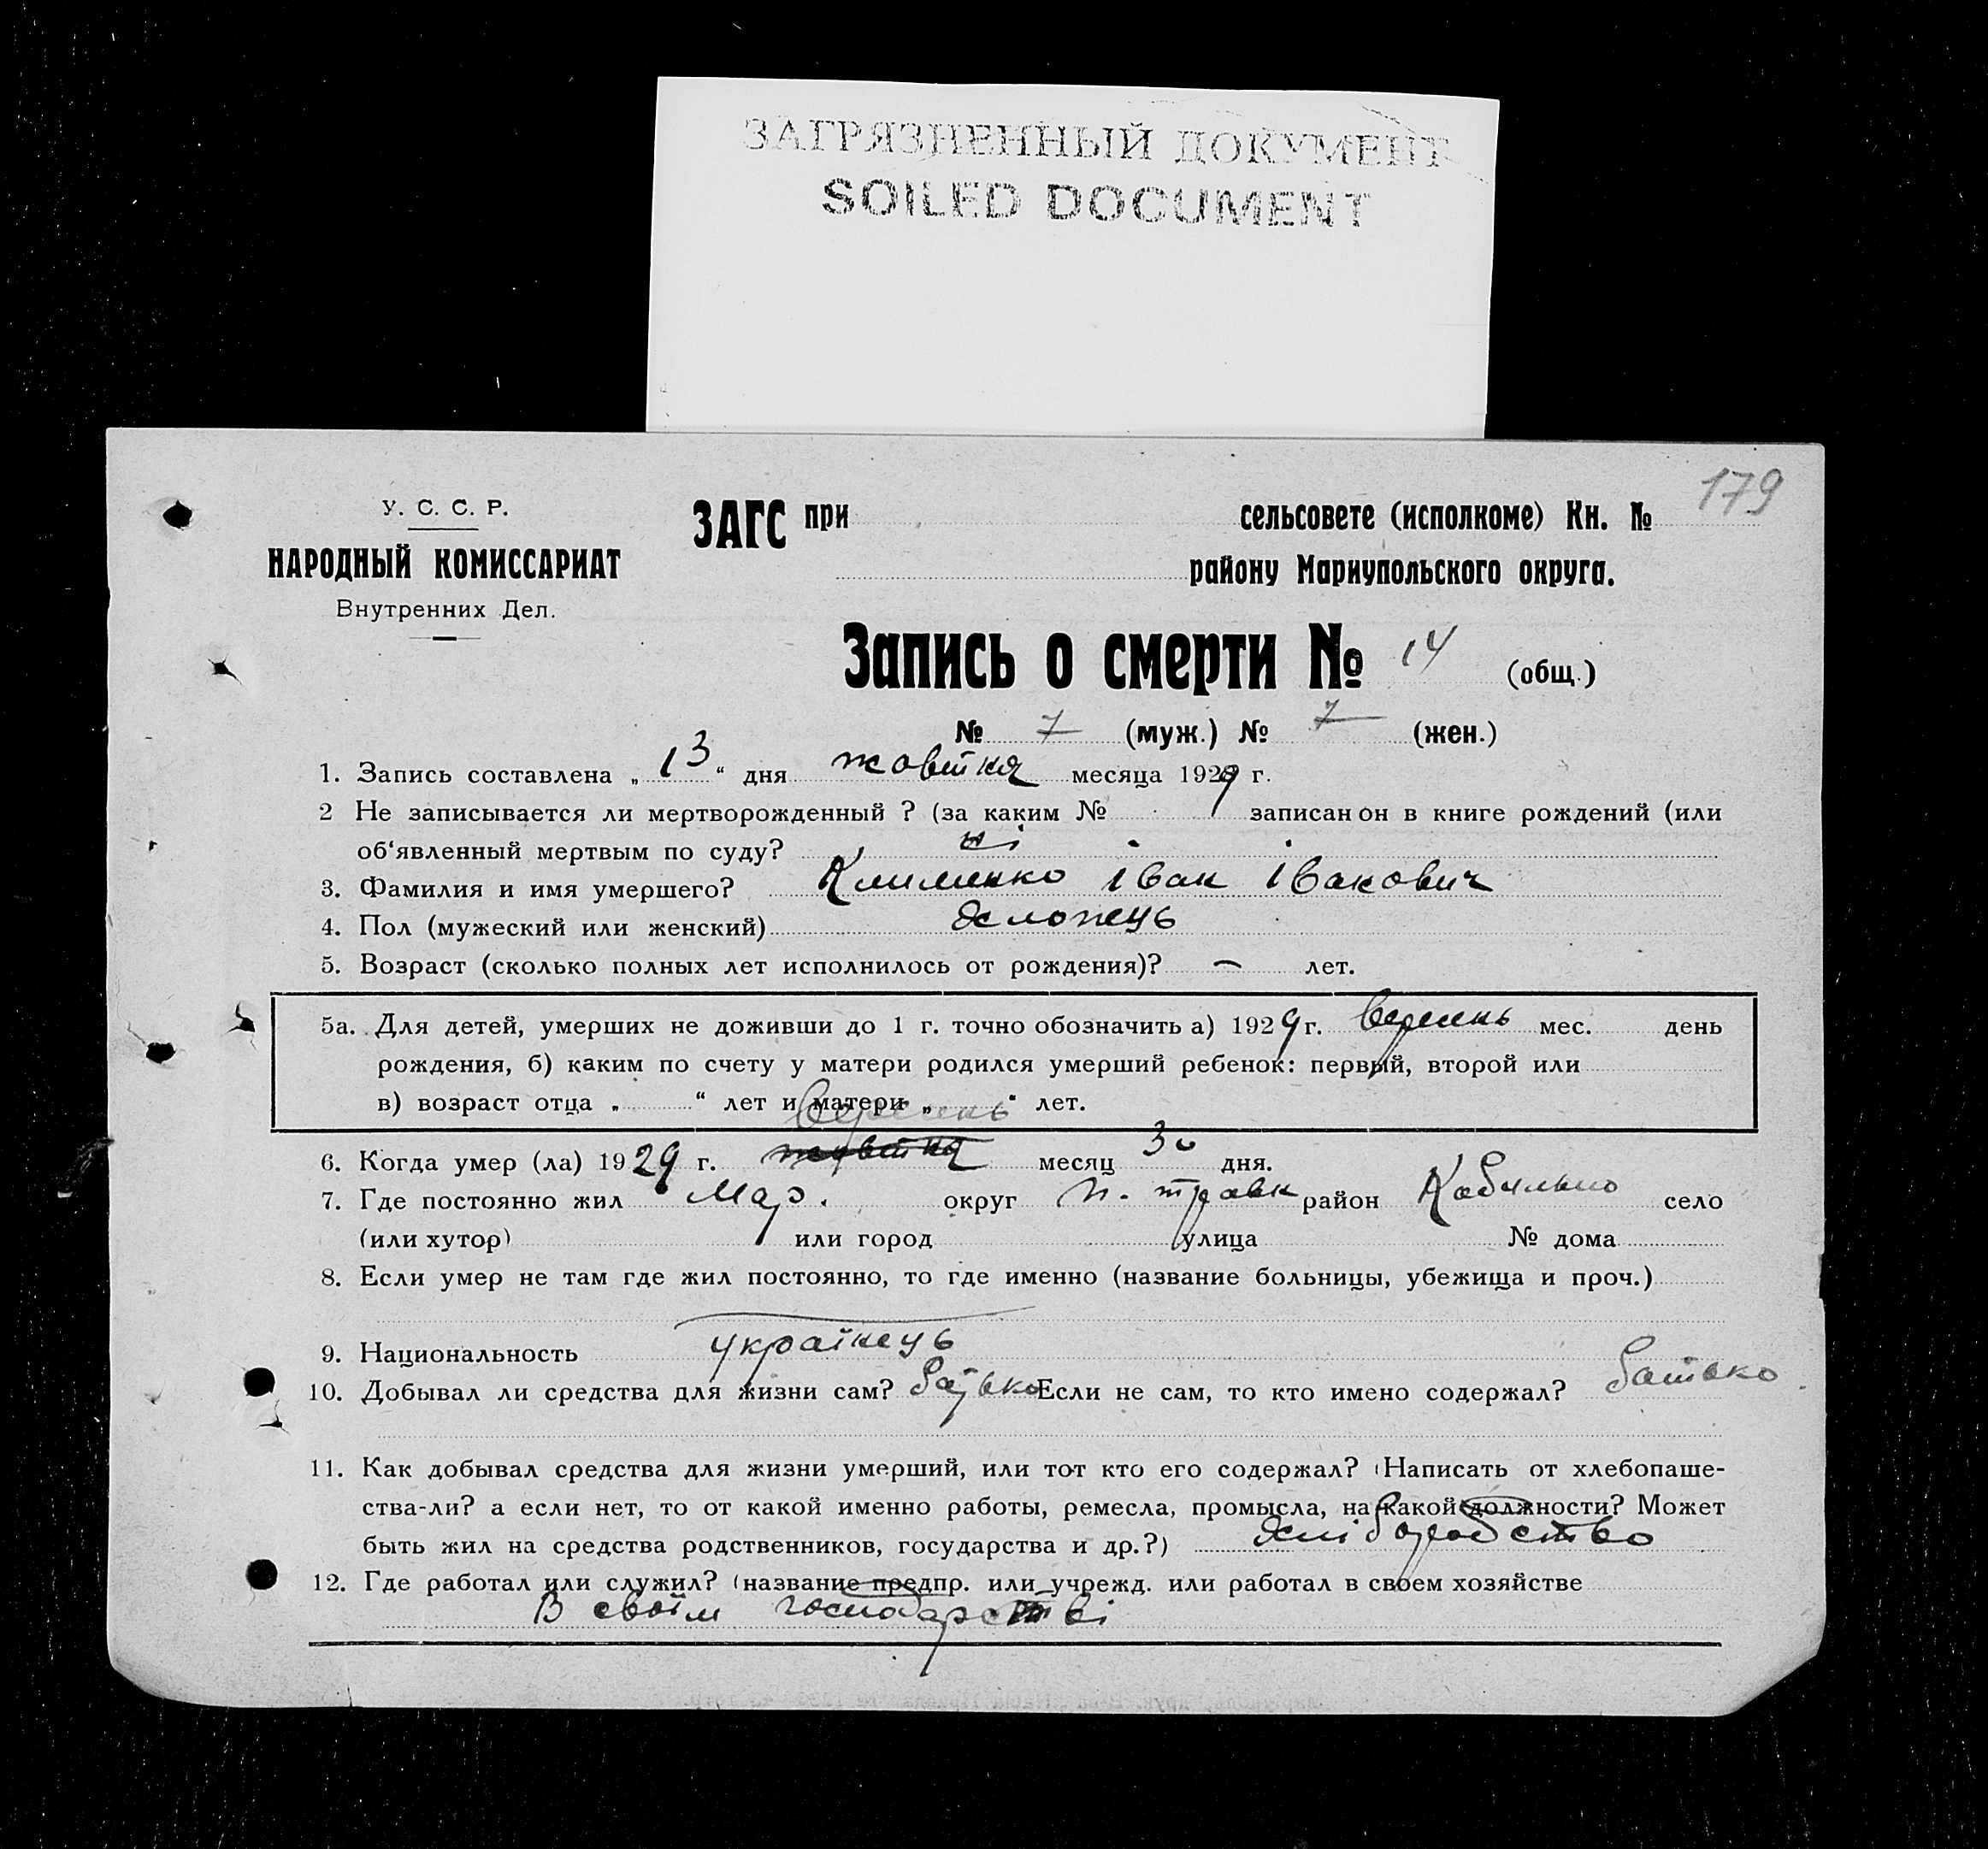 ЗАГРЯЗНЕННЫЙ ДОКУМЕНТ
SOILED DOCUMENT
179
У. С. С. Р.
НАРОДНЫЙ КОМИССАРИАТ
Внутренних Дел.
ЗАГС при сельсовете (исполкоме) Кн. №
району Мариупольского округа.
Запись о смерти № 14 (общ.)
№ 7 (муж.) № 7 (жен.)
1. Запись составлена „ 13 “ дня жовтня месяца 1929 г.
2 Не записывается ли мертворожденный ? (за каким № записан он в книге рождений (или
об‘явленный мертвым по суду? ні
3. Фамилия и имя умершего? Клименко Іван Іванович
4. Пол (мужеский или женский) хлопець
5. Возраст (сколько полных лет исполнилось от рождения)? — лет.
5а. Для детей, умерших не доживши до 1 г. точно обозначить а) 1929 г. вересень мес. день
рождения, б) каким по счету у матери родился умерший ребенок: первый, второй или
в) возраст отца „ “ лет и матери „ “ лет.
вересень
6. Когда умер (ла) 1929 г. жовтня месяц 30 дня.
7. Где постоянно жил Мар. округ район село
(или хутор) или город улица № дома
8. Если умер не там где жил постоянно, то где именно (название больницы, убежища и проч.)
9. Национальность українець
10. Добывал ли средства для жизни сам? батько Если не сам, то кто имено содержал? батько
11. Как добывал средства для жизни умерший, или тот кто его содержал? (Написать от хлебопаше-
ства-ли? а если нет, то от какой именно работы, ремесла, промысла, на какой должности? Может
быть жил на средства родственников, государства и др.?) хліборобство
12. Где работал или служил? (название предпр. или учрежд. или работал в своем хозяйстве
В своїм господарстві